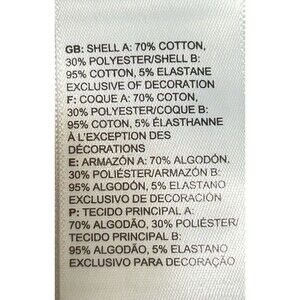 GB: SHELL A: 70% COTTON,
30% POLYESTER/SHELL B:
95% COTTON, 5% ELASTANE
EXCLUSIVE OF DECORATION
F: COQUE A: 70% COTON,
30% POLYESTER/COQUE B:
95% COTON, 5% ÉLASTHANNE
À L'EXCEPTION DES
DÉCORATIONS
E: ARMAZÓN A: 70% ALGODÓN,
30% POLIÉSTER/ARMAZÓN B:
95% ALGODÓN, 5% ELASTANO
EXCLUSIVO DE DECORACIÓN
P: TECIDO PRINCIPAL A:
70% ALGODÃO, 30% POLIÉSTER/
TECIDO PRINCIPAL B:
95% ALGODÃO, 5% ELASTANO
EXCLUSIVO PARA DECORAÇÃO